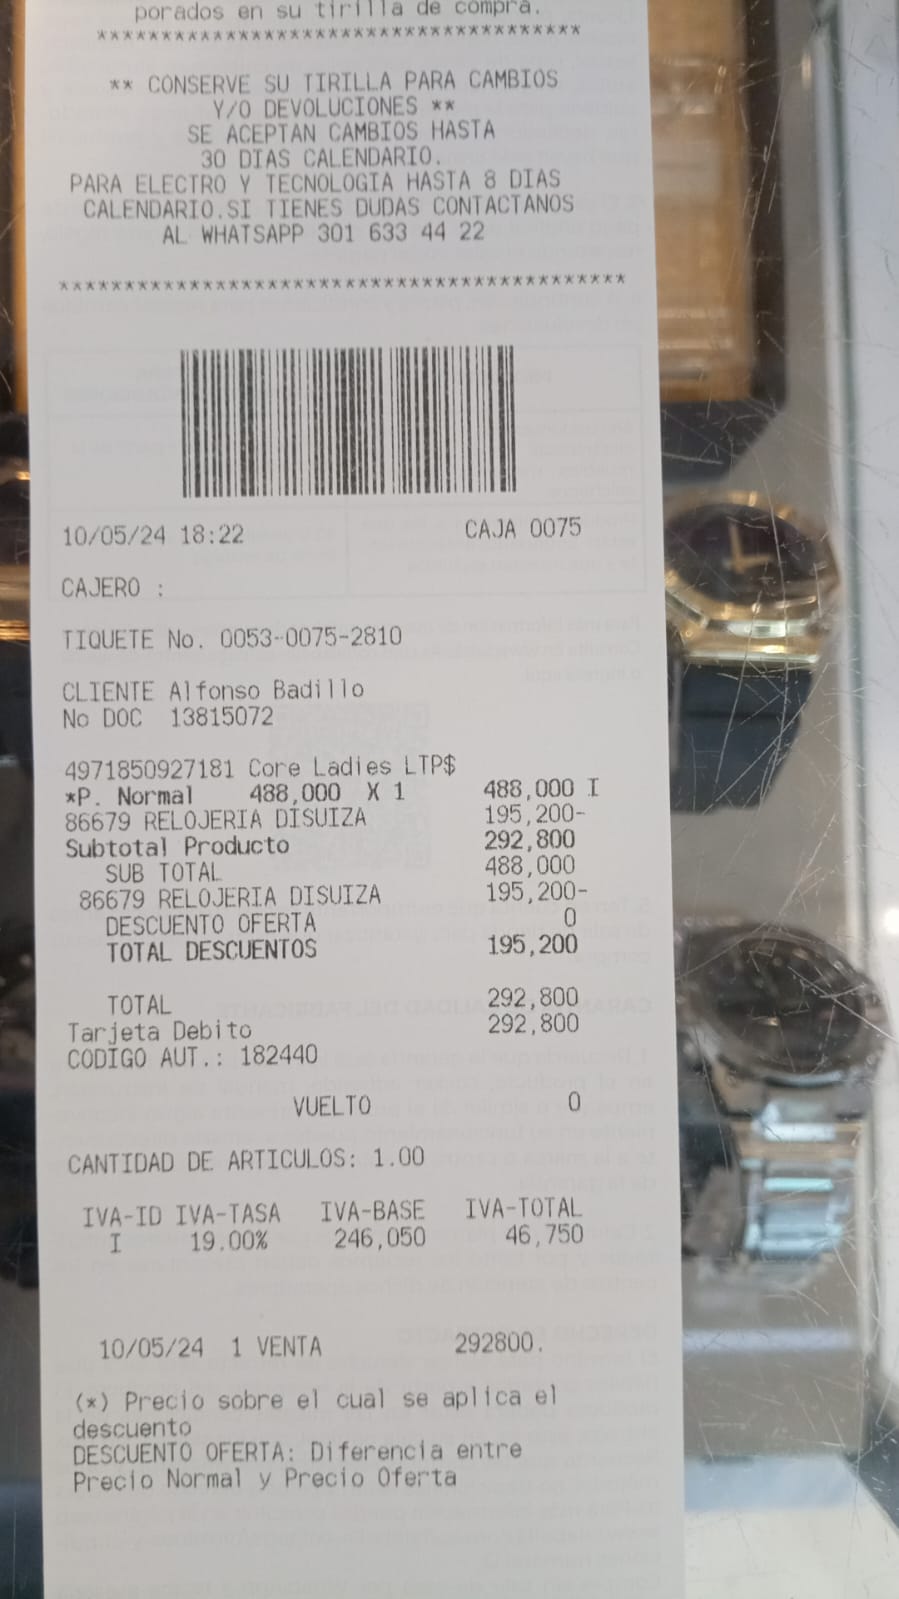 porados en su tirilla de compra.
*************************************
** CONSERVE SU TIRILLA PARA CAMBIOS
Y/O DEVOLUCIONES **
SE ACEPTAN CAMBIOS HASTA
30 DIAS CALENDARIO.
PARA ELECTRO Y TECNOLOGIA HASTA 8 DIAS
CALENDARIO.SI TIENES DUDAS CONTACTANOS
AL WHATSAPP 301 633 44 22
********************************************
10/05/24 18:22 CAJA 0075
CAJERO :
TIQUETE No. 0053-0075-2810
CLIENTE Alfonso Badillo
No DOC 13815072
4971850927181 Core Ladies LTP$
*P. Normal 488,000 X 1 488,000 I
86679 RELOJERIA DISUIZA 195,200-
Subtotal Producto 292,800
SUB TOTAL 488,000
86679 RELOJERIA DISUIZA 195,200-
DESCUENTO OFERTA 0
TOTAL DESCUENTOS 195,200
TOTAL 292,800
Tarjeta Debito 292,800
CODIGO AUT.: 182440
VUELTO 0
CANTIDAD DE ARTICULOS: 1.00
IVA-ID IVA-TASA IVA-BASE IVA-TOTAL
I 19.00% 246,050 46,750
10/05/24 1 VENTA 292800.
(*) Precio sobre el cual se aplica el
descuento
DESCUENTO OFERTA: Diferencia entre
Precio Normal y Precio Oferta